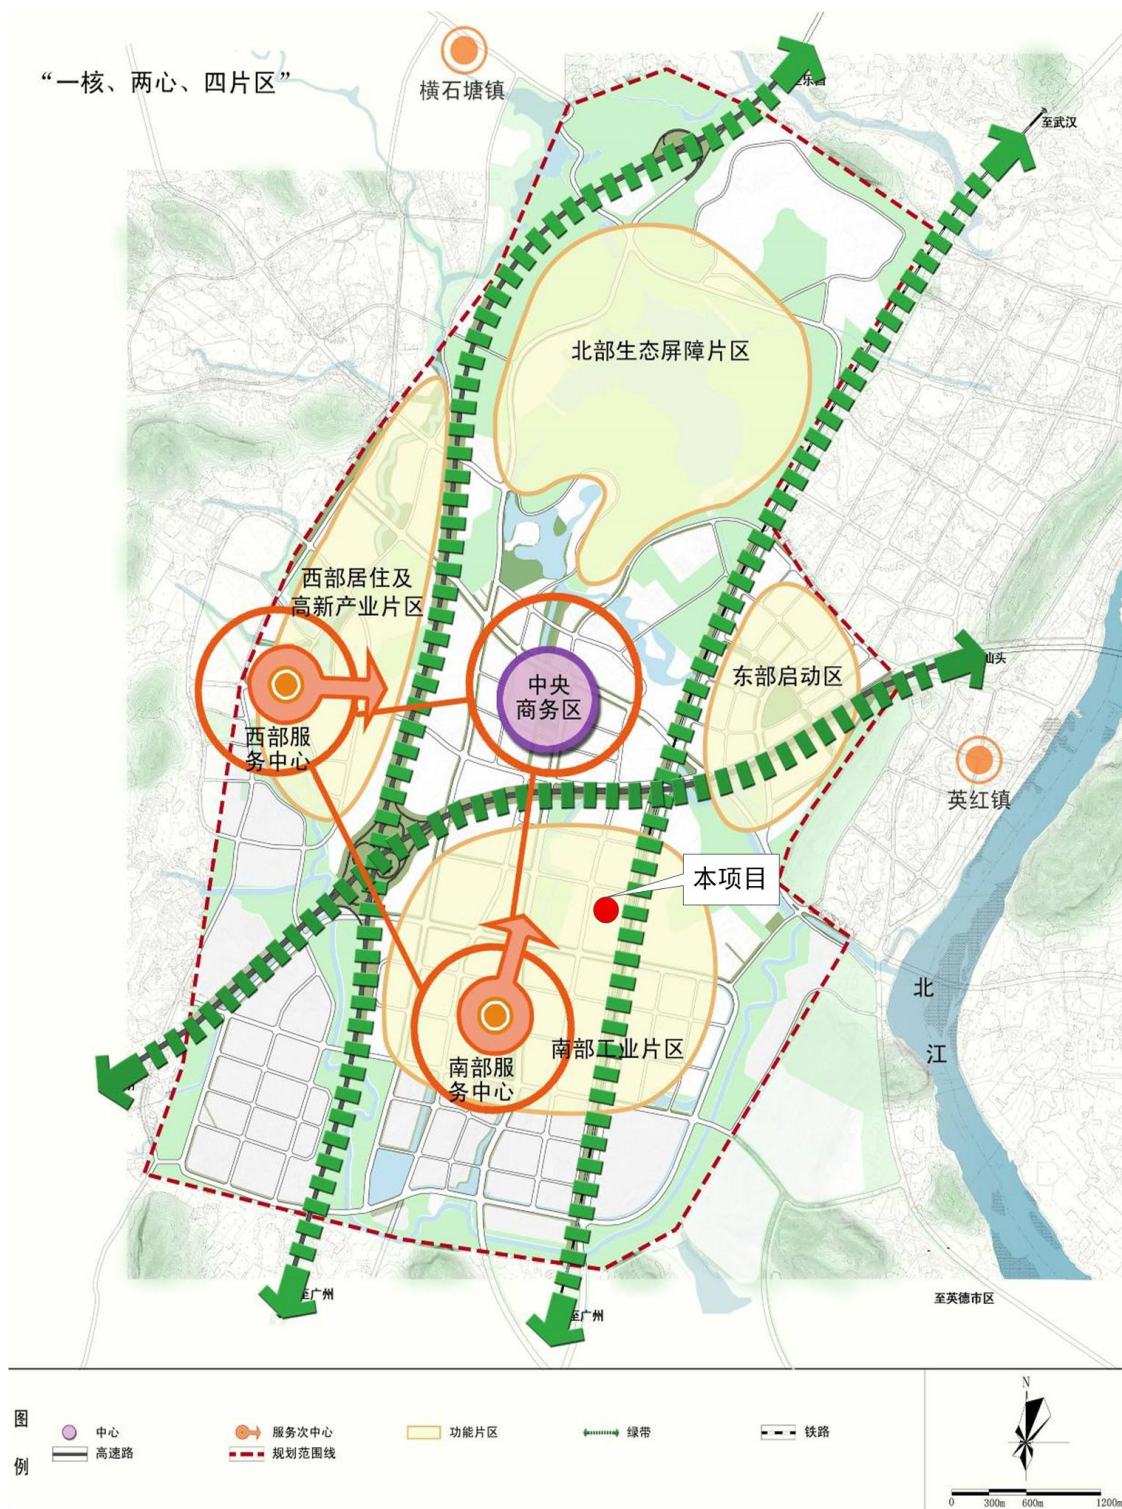 “一核、两心、四片区”
横石塘镇
至武汉
北部生态屏障片区
西部居住及
高新产业片区
中央
商务区
东部启动区
汕头
西部服
务中心
英红镇
本项目
北
江
南部工业片区
南部服
务中心
至广州
至广州
至英德市区
图
例
中心
服务次中心
功能片区
绿带
铁路
高速路
规划范围线
N
0 300m 600m 1200m